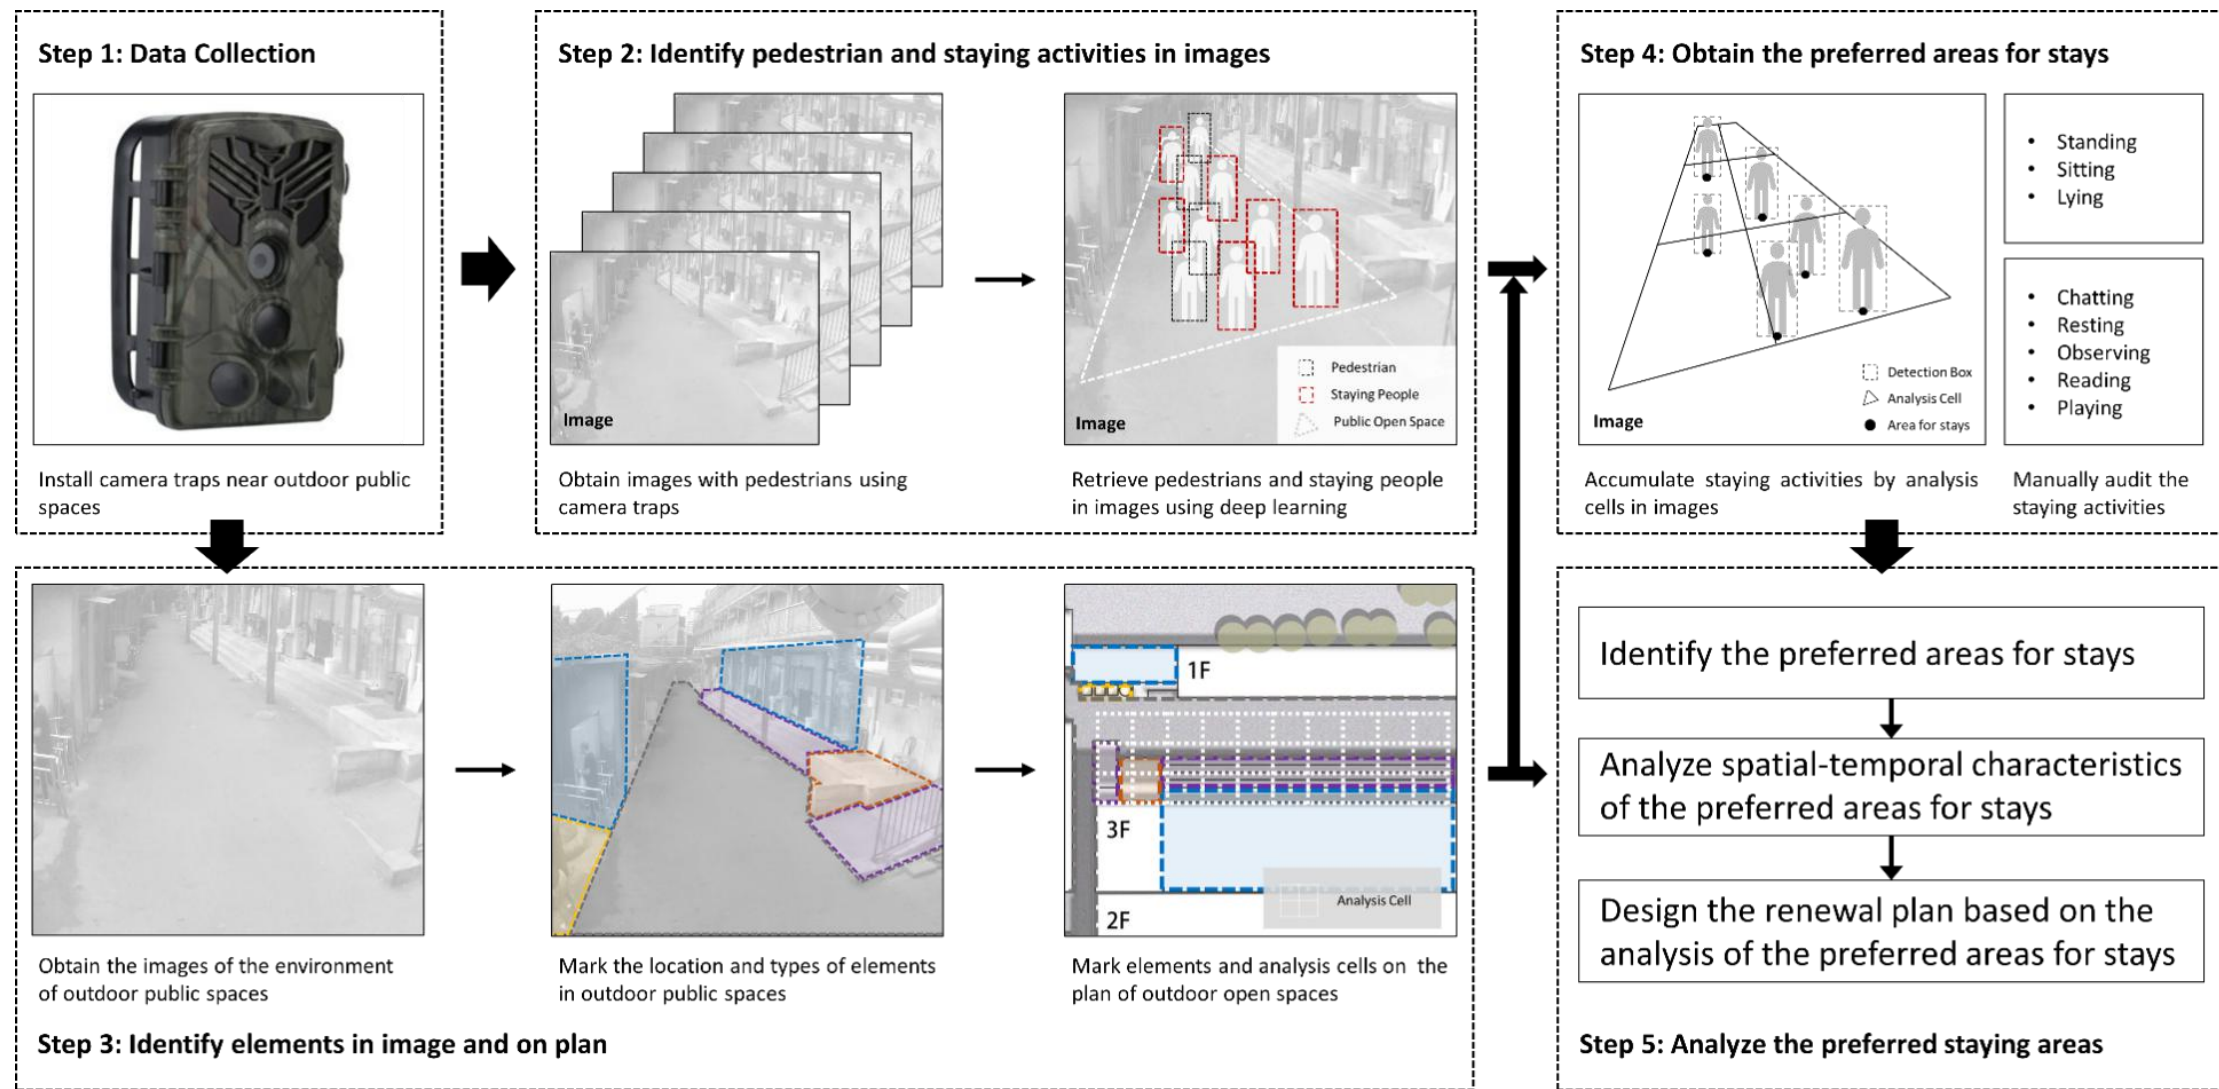 Step 1: Data Collection
Install camera traps near outdoor public
spaces
Step 2: Identify pedestrian and staying activities in images
Image
Obtain images with pedestrians using
camera traps
Pedestrian
Staying People
Public Open Space
Image
Retrieve pedestrians and staying people
in images using deep learning
Step 4: Obtain the preferred areas for stays
Detection Box
Analysis Cell
Area for stays
Image
Accumulate staying activities by analysis
cells in images
• Standing
• Sitting
• Lying
• Chatting
• Resting
• Observing
• Reading
• Playing
Manually audit the
staying activities
Obtain the images of the environment
of outdoor public spaces
Mark the location and types of elements
in outdoor public spaces
1F
3F
Analysis Cell
2F
Mark elements and analysis cells on the
plan of outdoor open spaces
Step 3: Identify elements in image and on plan
Identify the preferred areas for stays
Analyze spatial-temporal characteristics
of the preferred areas for stays
Design the renewal plan based on the
analysis of the preferred areas for stays
Step 5: Analyze the preferred staying areas